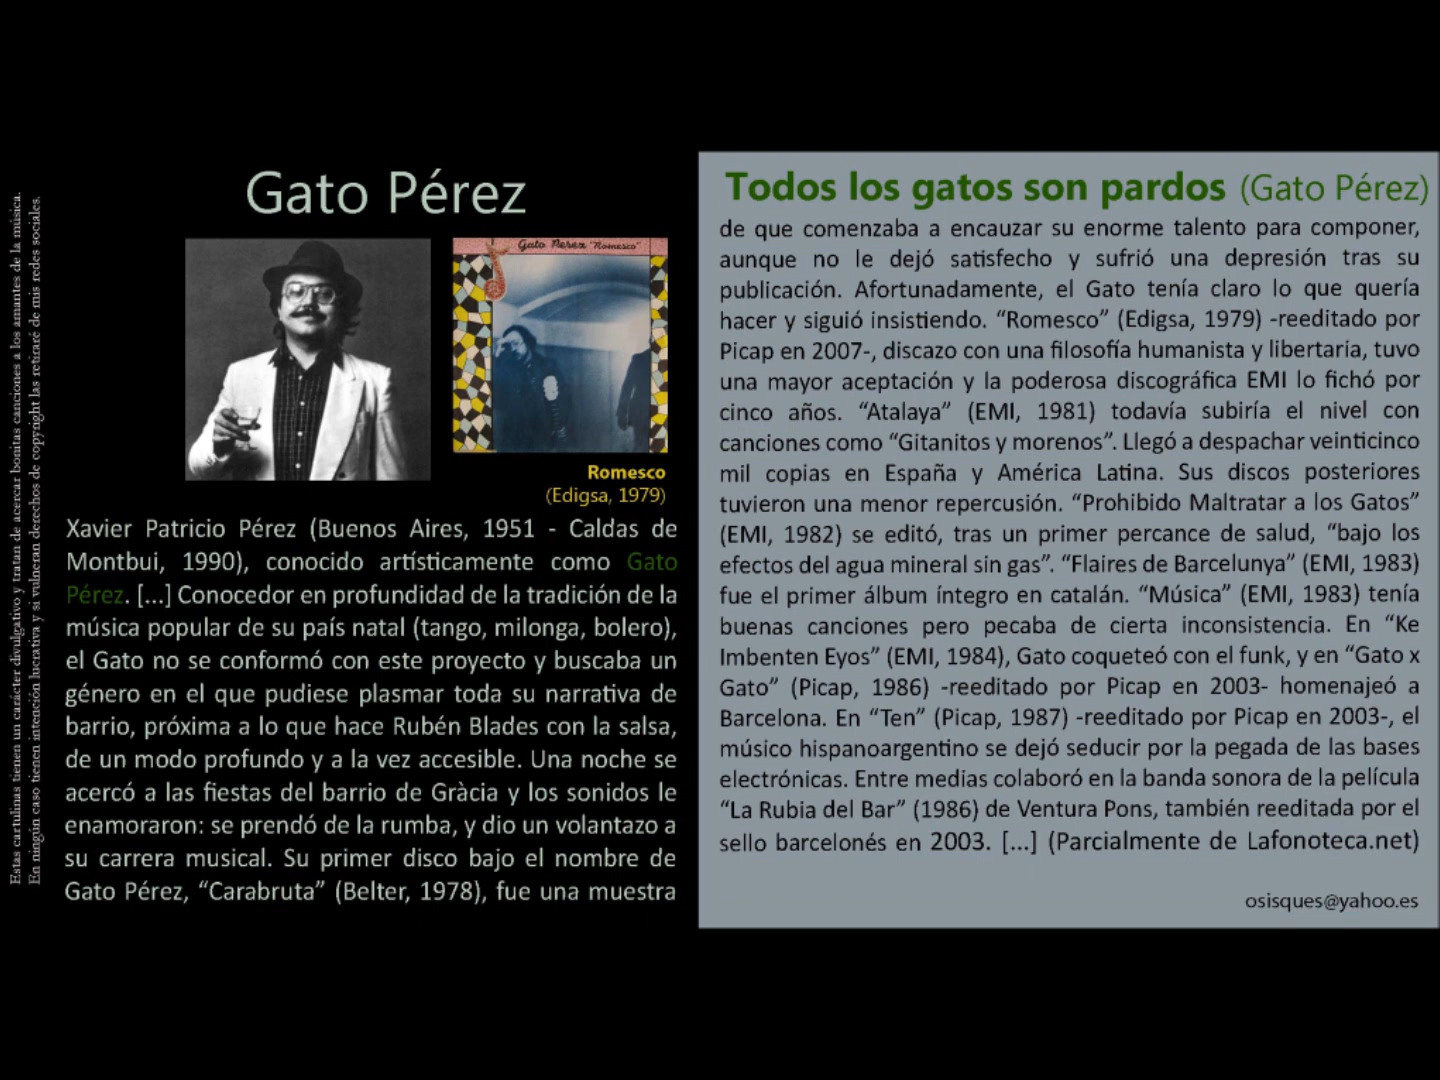 Estas cartulinas tienen un carácter divulgativo y tratan de acercar bonitas canciones a los amantes de la música.
En ningún caso tienen intención lucrativa y si vulneran derechos de copyright las retiraré de mis redes sociales.
Gato Pérez
Gato Perez "Romesco"
Romesco
(Edigsa, 1979)
Xavier Patricio Pérez (Buenos Aires, 1951 - Caldas de
Montbui, 1990), conocido artísticamente como Gato
Pérez. [...] Conocedor en profundidad de la tradición de la
música popular de su país natal (tango, milonga, bolero),
el Gato no se conformó con este proyecto y buscaba un
género en el que pudiese plasmar toda su narrativa de
barrio, próxima a lo que hace Rubén Blades con la salsa,
de un modo profundo y a la vez accesible. Una noche se
acercó a las fiestas del barrio de Gràcia y los sonidos le
enamoraron: se prendó de la rumba, y dio un volantazo a
su carrera musical. Su primer disco bajo el nombre de
Gato Pérez, “Carabruta” (Belter, 1978), fue una muestra
Todos los gatos son pardos (Gato Pérez)
de que comenzaba a encauzar su enorme talento para componer,
aunque no le dejó satisfecho y sufrió una depresión tras su
publicación. Afortunadamente, el Gato tenía claro lo que quería
hacer y siguió insistiendo. “Romesco” (Edigsa, 1979) -reeditado por
Picap en 2007-, discazo con una filosofía humanista y libertaria, tuvo
una mayor aceptación y la poderosa discográfica EMI lo fichó por
cinco años. “Atalaya” (EMI, 1981) todavía subiría el nivel con
canciones como “Gitanitos y morenos”. Llegó a despachar veinticinco
mil copias en España y América Latina. Sus discos posteriores
tuvieron una menor repercusión. “Prohibido Maltratar a los Gatos”
(EMI, 1982) se editó, tras un primer percance de salud, “bajo los
efectos del agua mineral sin gas”. “Flaires de Barcelunya” (EMI, 1983)
fue el primer álbum íntegro en catalán. “Música” (EMI, 1983) tenía
buenas canciones pero pecaba de cierta inconsistencia. En “Ke
Imbenten Eyos” (EMI, 1984), Gato coqueteó con el funk, y en “Gato x
Gato” (Picap, 1986) -reeditado por Picap en 2003- homenajeó a
Barcelona. En “Ten” (Picap, 1987) -reeditado por Picap en 2003-, el
músico hispanoargentino se dejó seducir por la pegada de las bases
electrónicas. Entre medias colaboró en la banda sonora de la película
“La Rubia del Bar” (1986) de Ventura Pons, también reeditada por el
sello barcelonés en 2003. [...] (Parcialmente de Lafonoteca.net)
osisques@yahoo.es